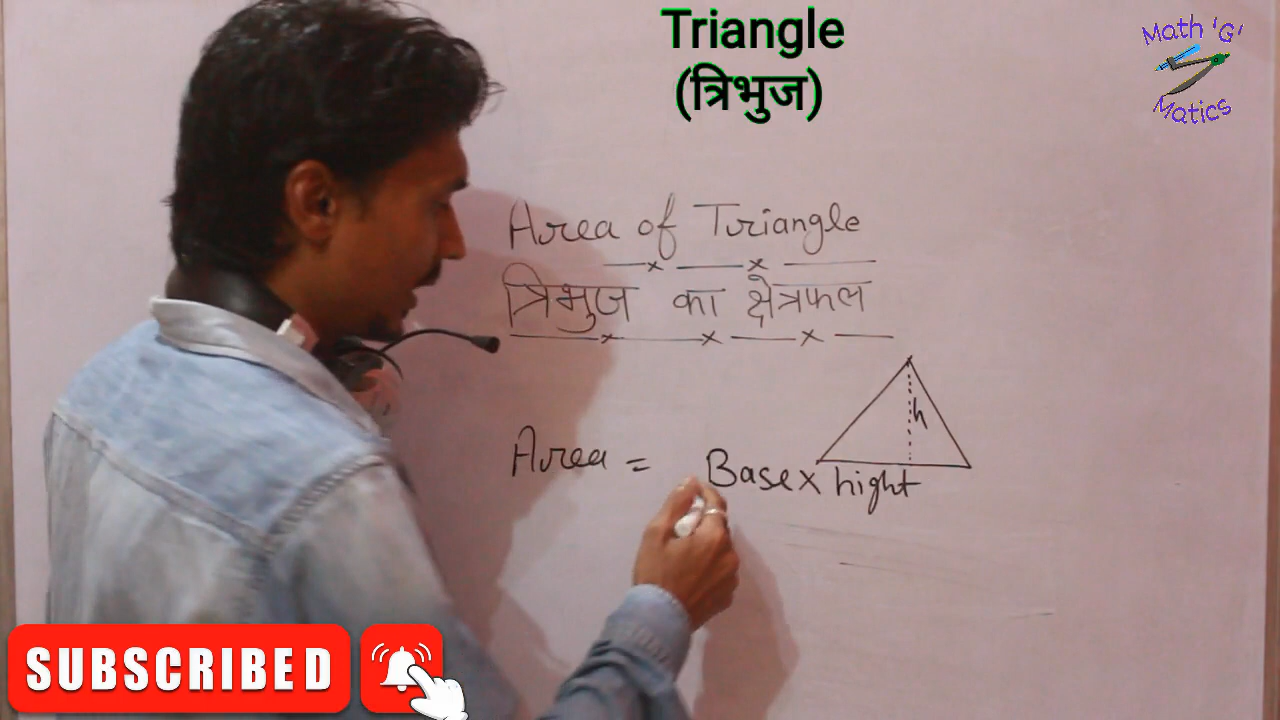 Triangle
(त्रिभुज)
Math 'G'
Matics
Area of Triangle
त्रिभुज का क्षेत्रफल
h
Area = Base x hight
SUBSCRIBED